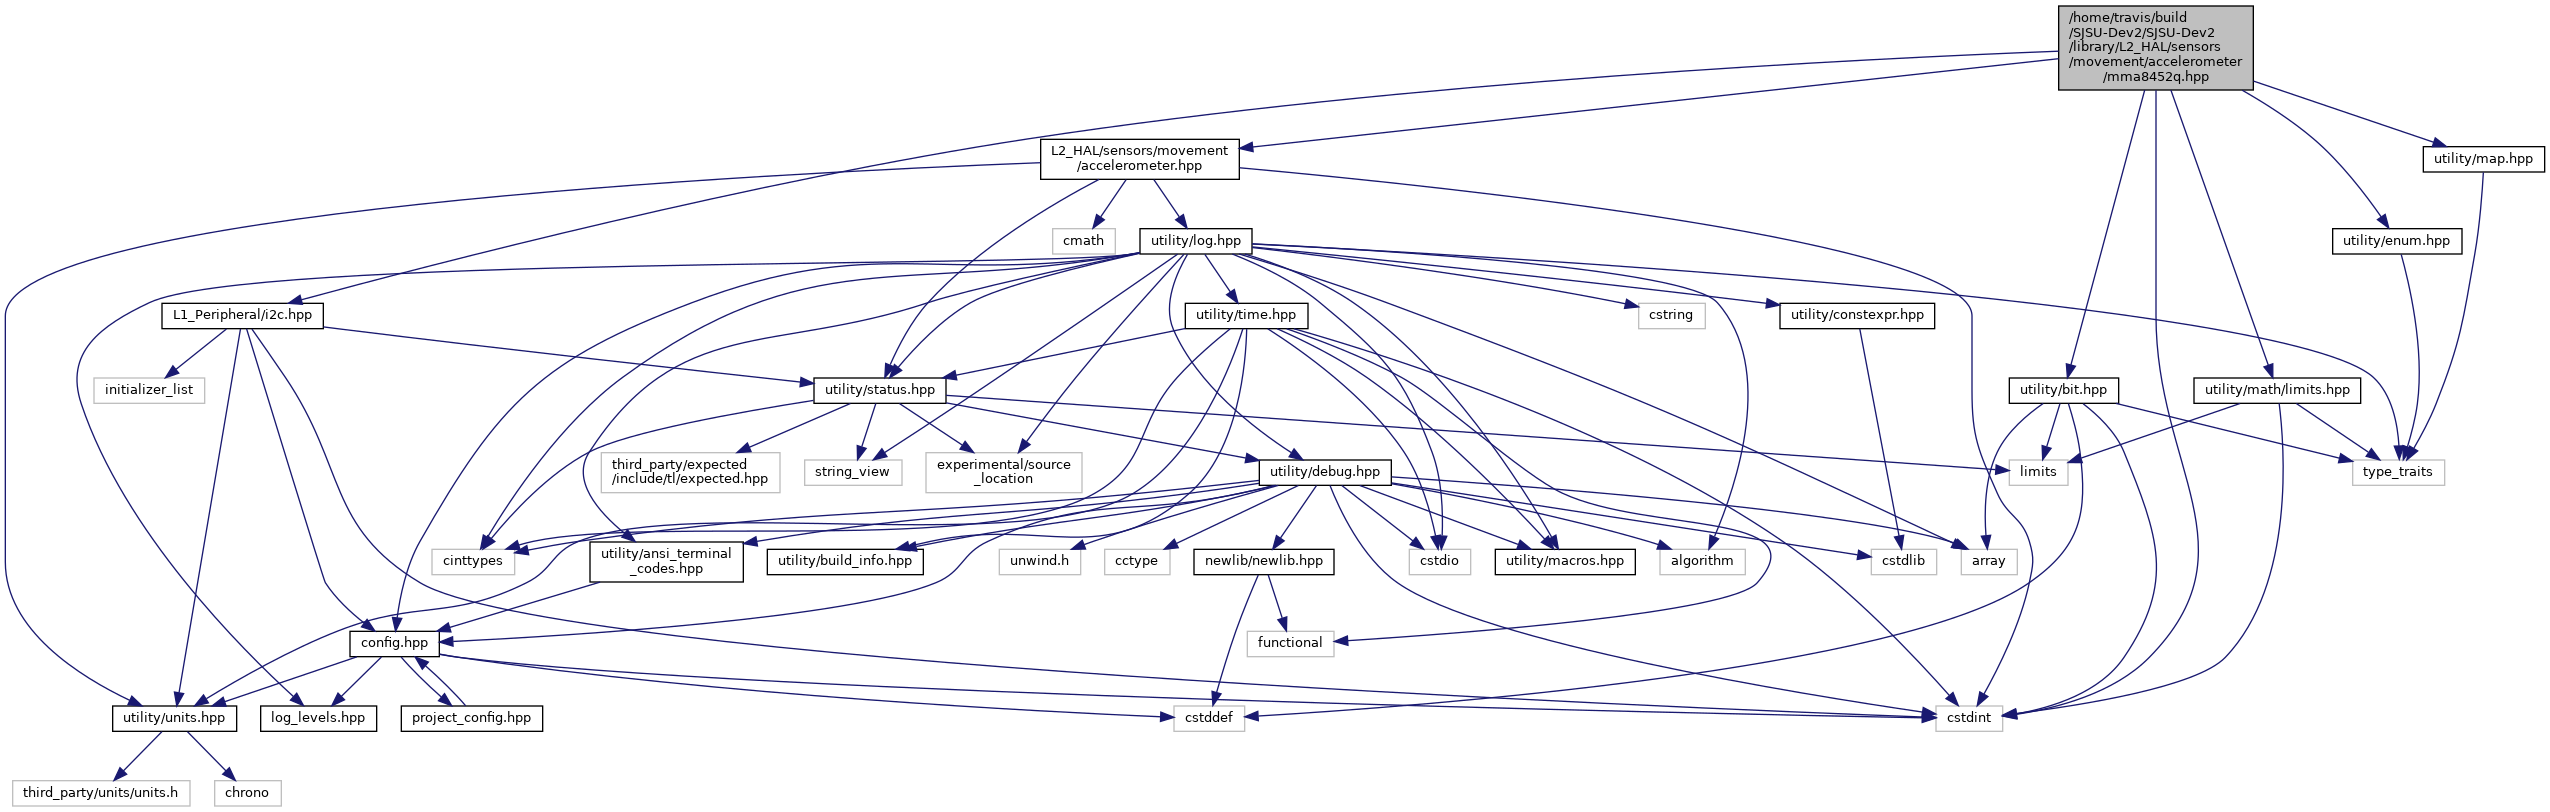 /home/travis/build
/SJSU-Dev2/SJSU-Dev2
/library/L2_HAL/sensors
/movement/accelerometer
/mma8452q.hpp
L2_HAL/sensors/movement
/accelerometer.hpp
utility/map.hpp
cmath
utility/log.hpp
utility/enum.hpp
L1_Peripheral/i2c.hpp
utility/time.hpp
cstring
utility/constexpr.hpp
initializer_list
utility/status.hpp
utility/bit.hpp
utility/math/limits.hpp
third_party/expected
/include/tl/expected.hpp
string_view
experimental/source
_location
utility/debug.hpp
limits
type_traits
cinttypes
utility/ansi_terminal
_codes.hpp
utility/build_info.hpp
unwind.h
cctype
newlib/newlib.hpp
cstdio
utility/macros.hpp
algorithm
cstdlib
array
config.hpp
functional
utility/units.hpp
log_levels.hpp
project_config.hpp
cstddef
cstdint
third_party/units/units.h
chrono